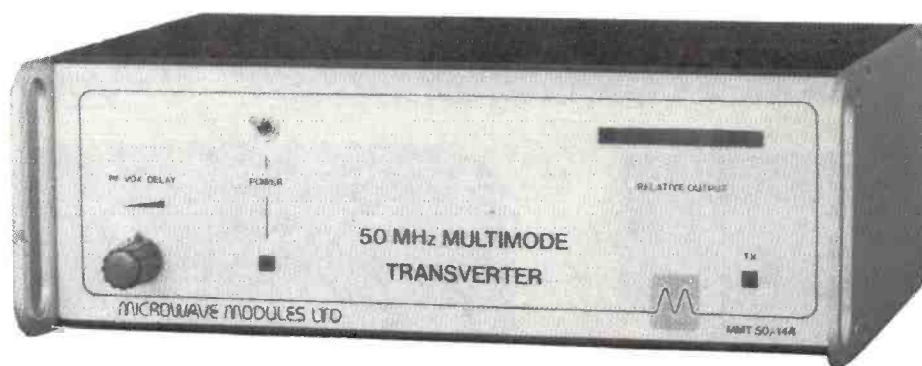 RF VOX DELAY
POWER
RELATIVE OUTPUT
50 MHz MULTIMODE
TRANSVERTER
TX
MICROWAVE MODULES LTD
MMT 50/144